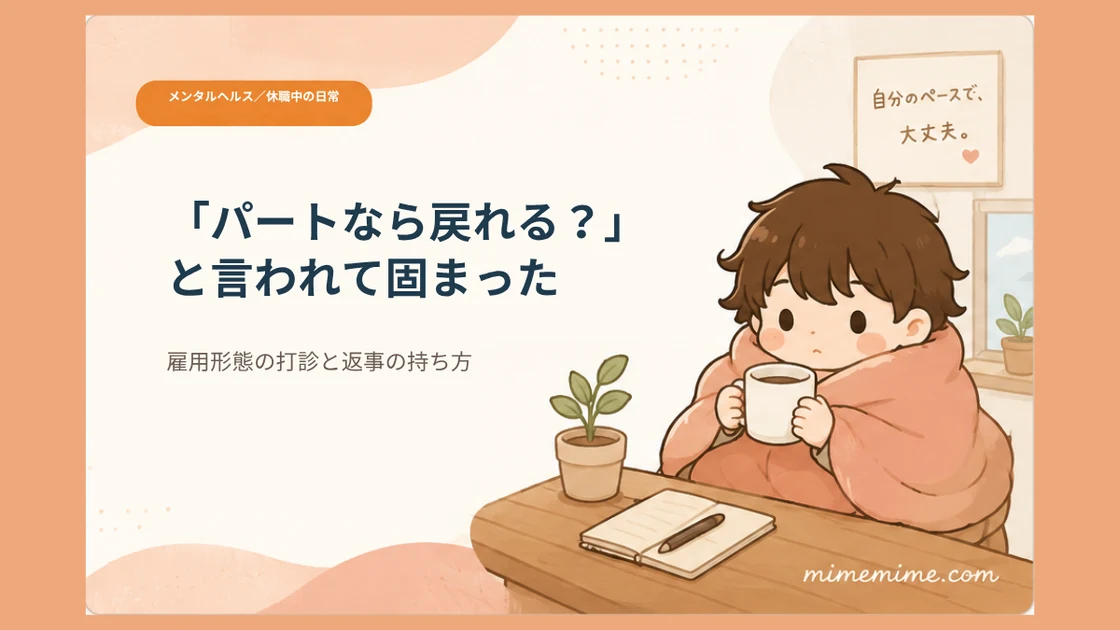 メンタルヘルス／休職中の日常
「パートなら戻れる？」
と言われて固まった
雇用形態の打診と返事の持ち方
自分のペースで、
大丈夫。
mimemime.com